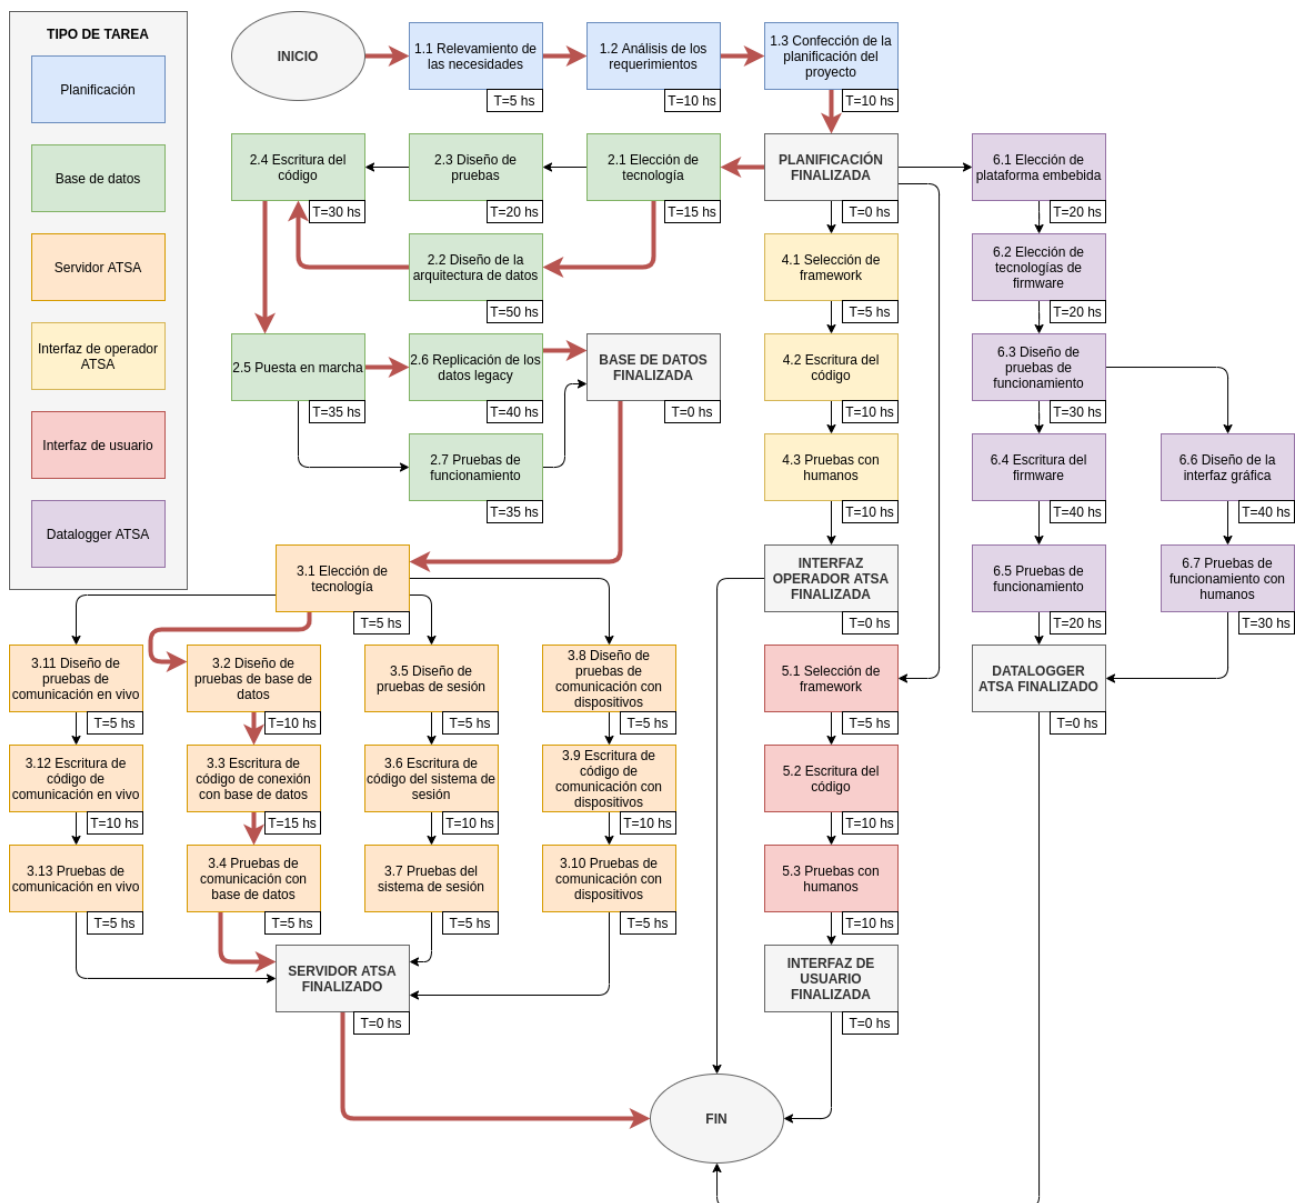 TIPO DE TAREA
Planificación
Base de datos
Servidor ATSA
Interfaz de operador
ATSA
Interfaz de usuario
Datalogger ATSA
INICIO
1.1 Relevamiento de
las necesidades
T=5 hs
1.2 Análisis de los
requerimientos
T=10 hs
1.3 Confección de la
planificación del
proyecto
T=10 hs
2.4 Escritura del
código
T=30 hs
2.3 Diseño de
pruebas
T=20 hs
2.1 Elección de
tecnología
T=15 hs
PLANIFICACIÓN
FINALIZADA
T=0 hs
6.1 Elección de
plataforma embebida
T=20 hs
2.2 Diseño de la
arquitectura de datos
T=50 hs
4.1 Selección de
framework
T=5 hs
6.2 Elección de
tecnologías de
firmware
T=20 hs
2.5 Puesta en marcha
T=35 hs
2.6 Replicación de los
datos legacy
T=40 hs
BASE DE DATOS
FINALIZADA
T=0 hs
4.2 Escritura del
código
T=10 hs
6.3 Diseño de
pruebas de
funcionamiento
T=30 hs
2.7 Pruebas de
funcionamiento
T=35 hs
4.3 Pruebas con
humanos
T=10 hs
6.4 Escritura del
firmware
T=40 hs
6.6 Diseño de la
interfaz gráfica
T=40 hs
3.1 Elección de
tecnología
T=5 hs
INTERFAZ
OPERADOR ATSA
FINALIZADA
T=0 hs
6.5 Pruebas de
funcionamiento
T=20 hs
6.7 Pruebas de
funcionamiento con
humanos
T=30 hs
3.11 Diseño de
pruebas de
comunicación en vivo
T=5 hs
3.2 Diseño de
pruebas de base de
datos
T=10 hs
3.5 Diseño de
pruebas de sesión
T=5 hs
3.8 Diseño de
pruebas de
comunicación con
dispositivos
T=5 hs
5.1 Selección de
framework
T=5 hs
DATALOGGER
ATSA FINALIZADO
T=0 hs
3.12 Escritura de
código de
comunicación en vivo
T=10 hs
3.3 Escritura de
código de conexión
con base de datos
T=15 hs
3.6 Escritura de
código del sistema de
sesión
T=10 hs
3.9 Escritura de
código de
comunicación con
dispositivos
T=10 hs
5.2 Escritura del
código
T=10 hs
3.13 Pruebas de
comunicación en vivo
T=5 hs
3.4 Pruebas de
comunicación con
base de datos
T=5 hs
3.7 Pruebas del
sistema de sesión
T=5 hs
3.10 Pruebas de
comunicación con
dispositivos
T=5 hs
5.3 Pruebas con
humanos
T=10 hs
SERVIDOR ATSA
FINALIZADO
T=0 hs
INTERFAZ DE
USUARIO
FINALIZADA
T=0 hs
FIN